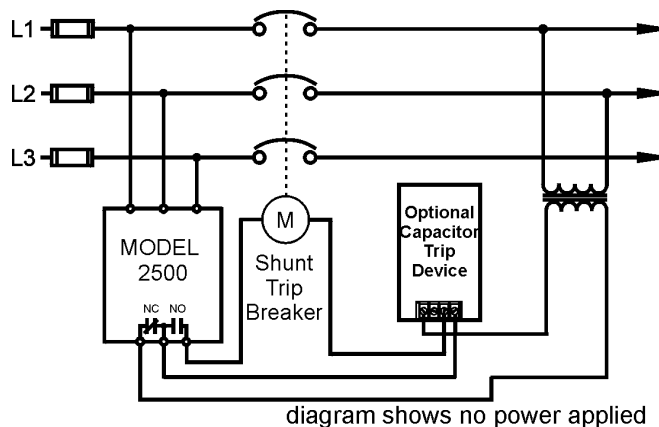 L1
L2
L3
MODEL
2500
NC
NO
M
Shunt
Trip
Breaker
Optional
Capacitor
Trip
Device
diagram shows no power applied